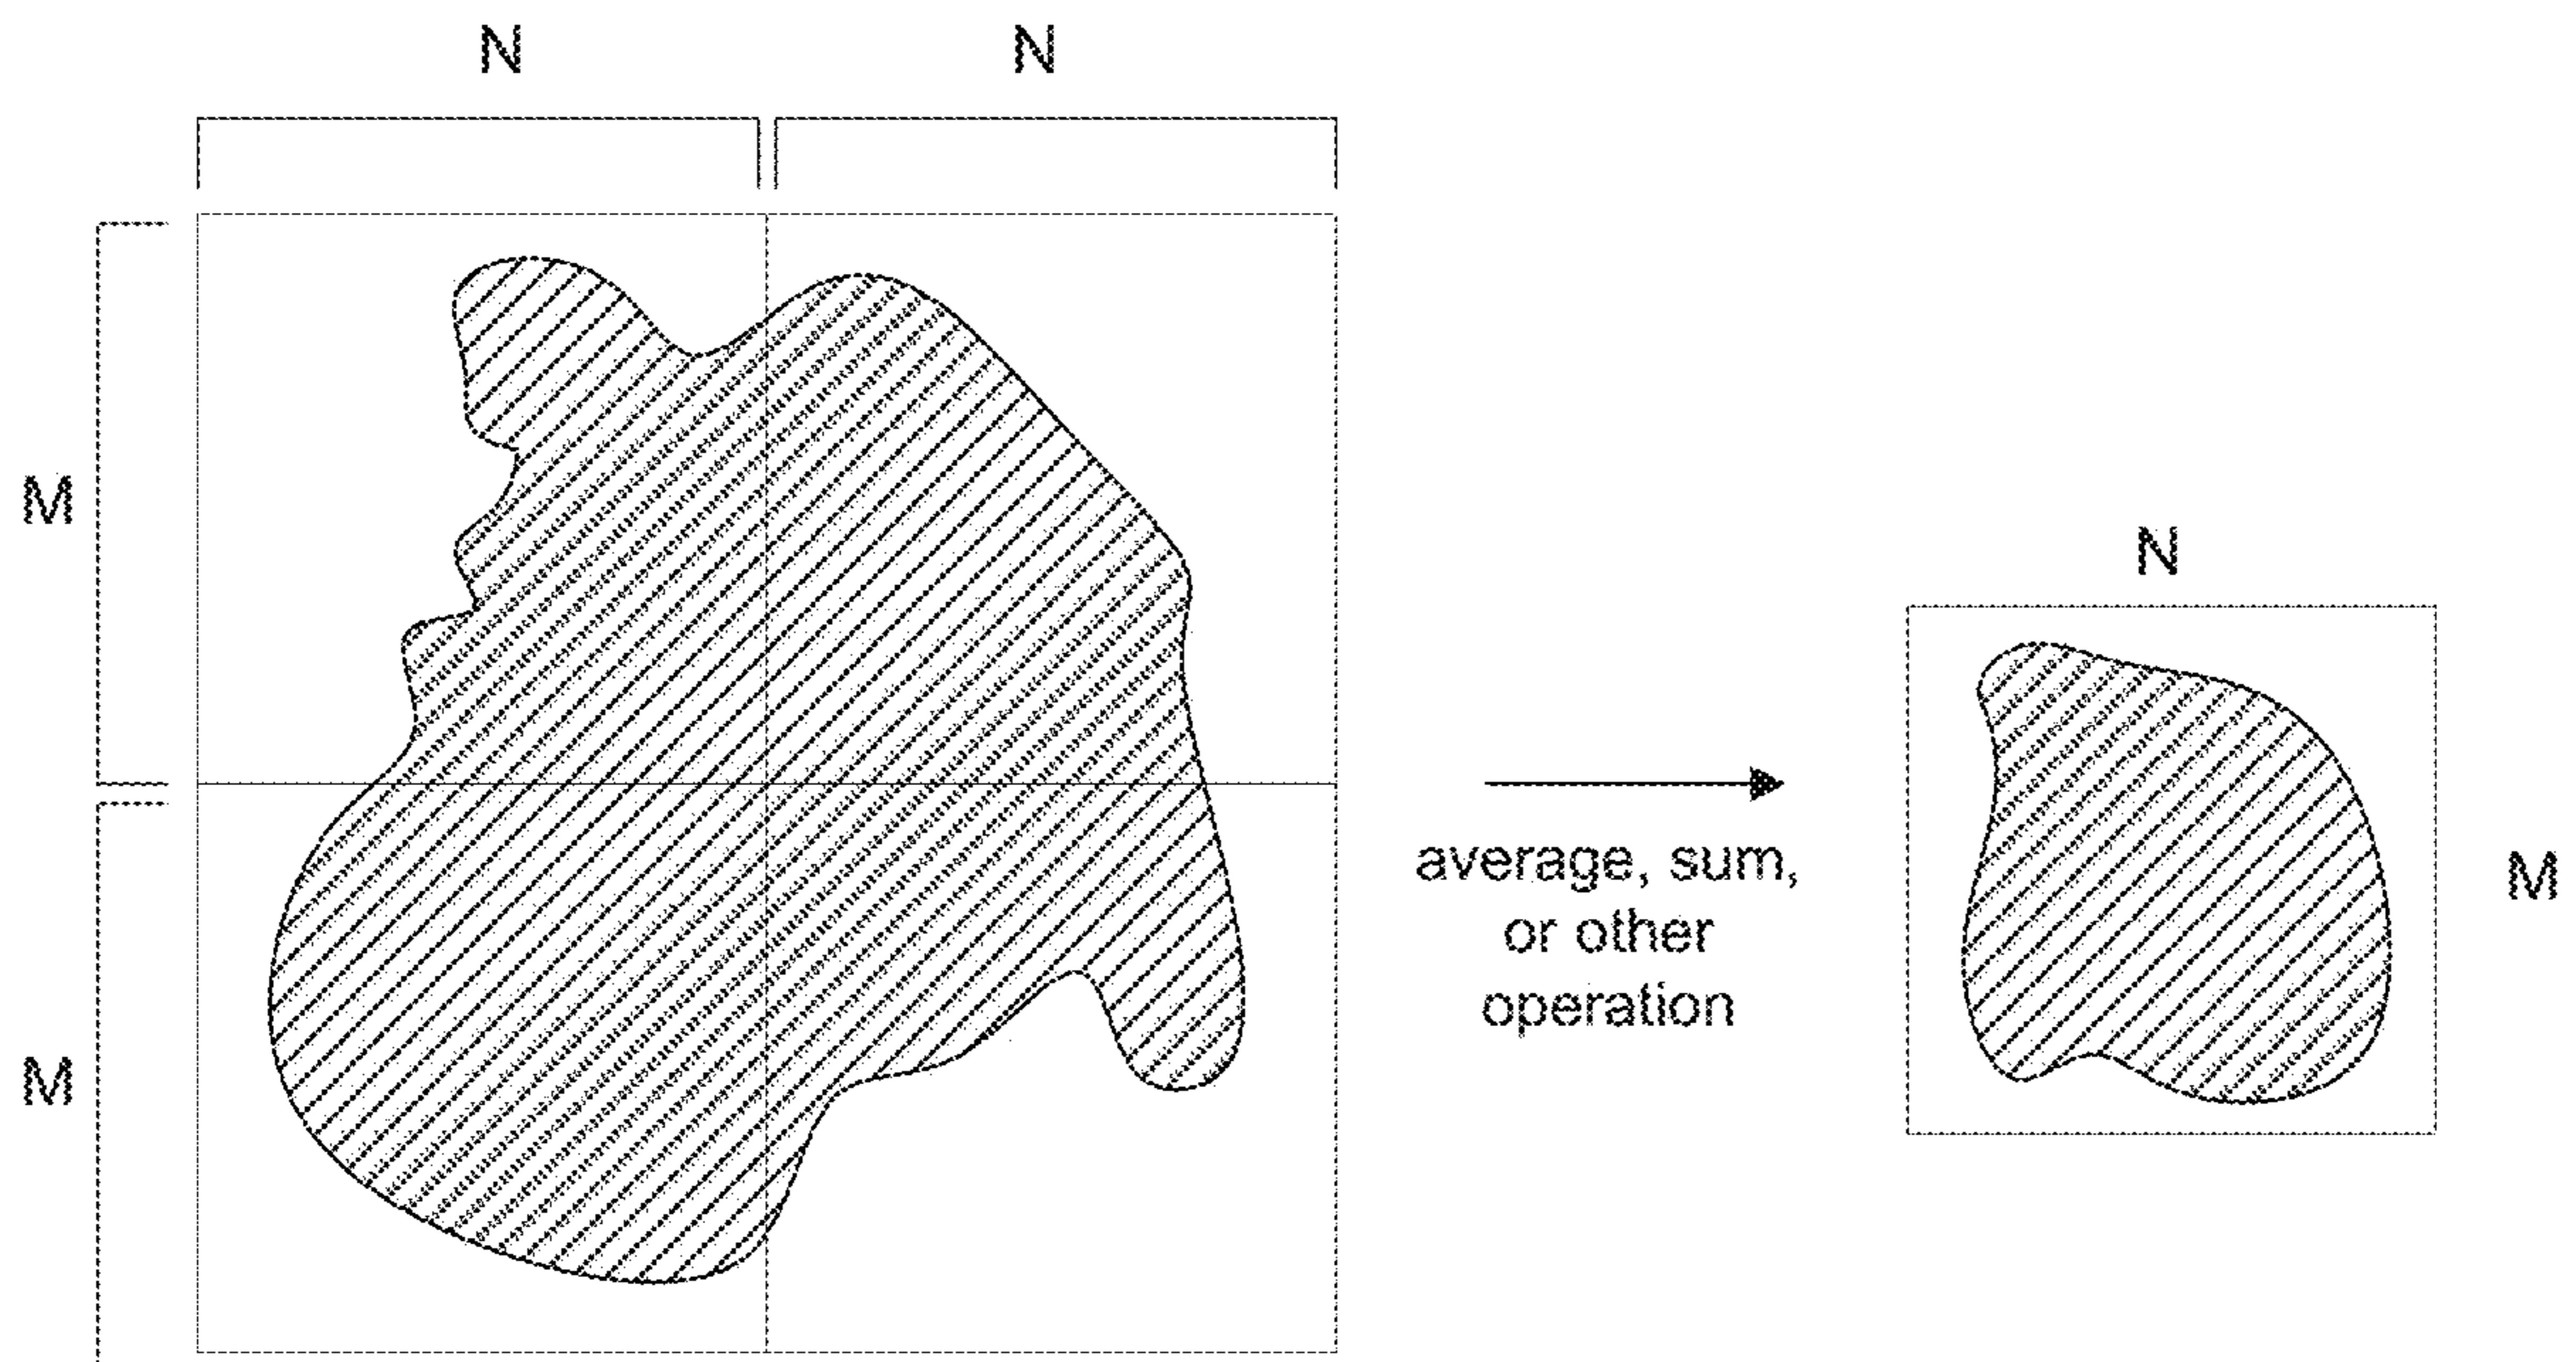 N
N
M
M
average, sum,
or other
operation
N
M